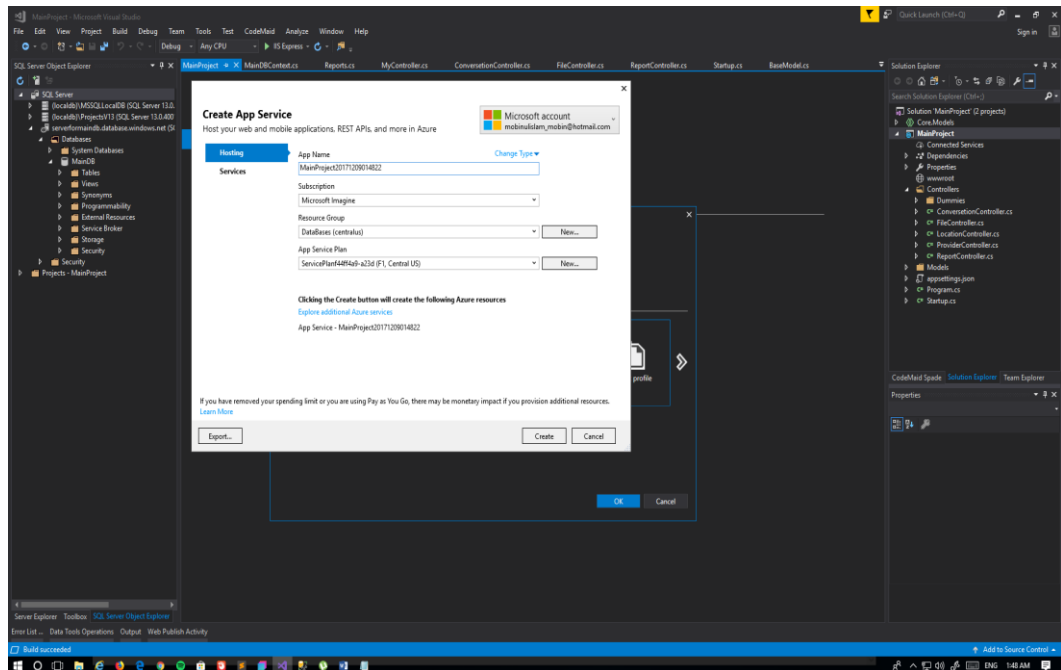 MainProject - Microsoft Visual Studio
Quick Launch (Ctrl+Q)
File Edit View Project Build Debug Team Tools Test CodeMaid Analyze Window Help
Sign in
Debug Any CPU IIS Express
SQL Server Object Explorer
MainProject MainDBContext.cs Reports.cs MyController.cs ConversetionController.cs FileController.cs ReportController.cs Startup.cs BaseModel.cs
SQL Server
(localdb)\MSSQLLocalDB (SQL Server 13.0.
(localdb)\ProjectsV13 (SQL Server 13.0.400
serverformaindb.database.windows.net (SI
Databases
System Databases
MainDB
Tables
Views
Synonyms
Programmability
External Resources
Service Broker
Storage
Security
Security
Projects - MainProject
Create App Service
Host your web and mobile applications, REST APIs, and more in Azure
Microsoft account
mobinulislam_mobin@hotmail.com
Hosting
Services
App Name
Change Type
MainProject20171209014822
Subscription
Microsoft Imagine
Resource Group
DataBases (centralus)
New...
App Service Plan
ServicePlanf44ff4a9-a23d (F1, Central US)
New...
Clicking the Create button will create the following Azure resources
Explore additional Azure services
App Service - MainProject20171209014822
If you have removed your spending limit or you are using Pay as You Go, there may be monetary impact if you provision additional resources.
Learn More
Export...
Create
Cancel
profile
OK
Cancel
Solution Explorer
Search Solution Explorer (Ctrl+;)
Solution 'MainProject' (2 projects)
Core.Models
MainProject
Connected Services
Dependencies
Properties
wwwroot
Controllers
Dummies
ConversetionController.cs
FileController.cs
LocationController.cs
ProviderController.cs
ReportController.cs
Models
appsettings.json
Program.cs
Startup.cs
CodeMaid Spade Solution Explorer Team Explorer
Properties
Server Explorer Toolbox SQL Server Object Explorer
Error List ... Data Tools Operations Output Web Publish Activity
Build succeeded
Add to Source Control
ENG 1:48 AM